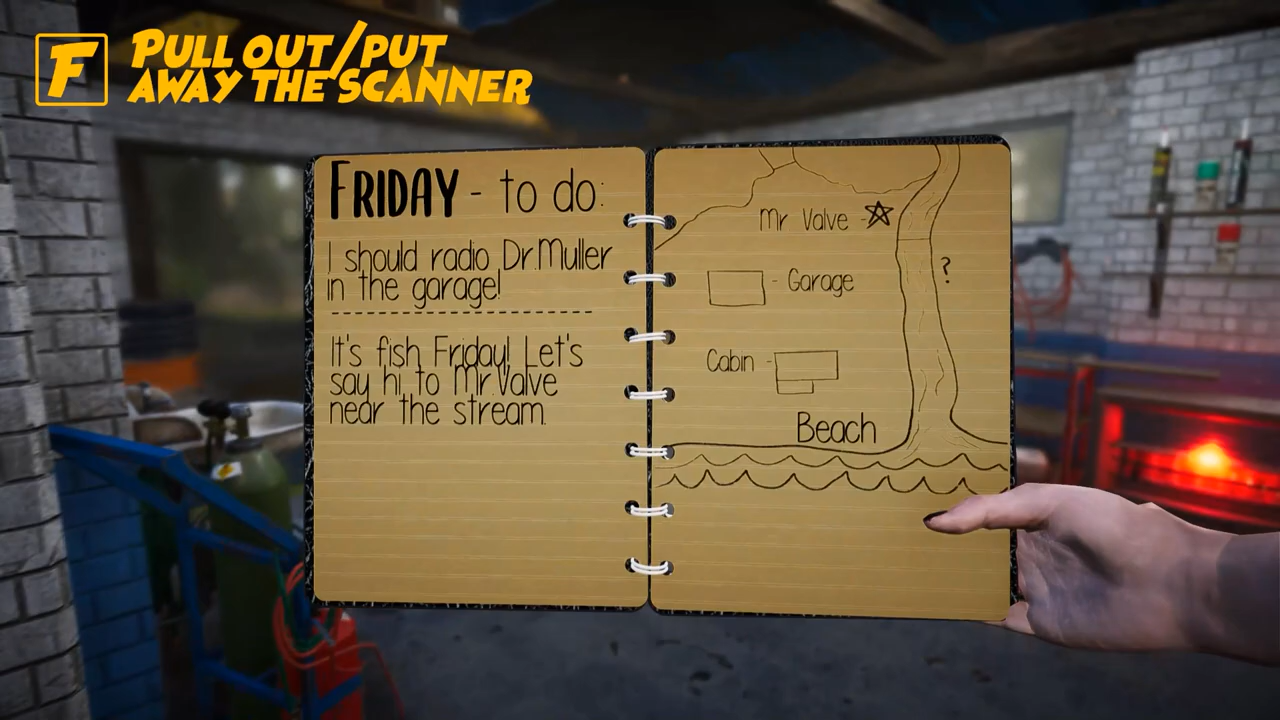 F
PULL OUT/PUT
AWAY THE SCANNER
FRIDAY - to do:
I should radio Dr.Muller
in the garage!
It's fish Friday! Let's
say hi to Mr.Valve
near the stream.
Mr Valve -
?
- Garage
Cabin -
Beach